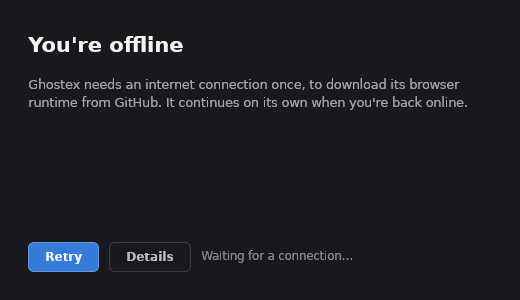 You're offline
Ghostex needs an internet connection once, to download its browser
runtime from GitHub. It continues on its own when you're back online.
Retry
Details
Waiting for a connection...